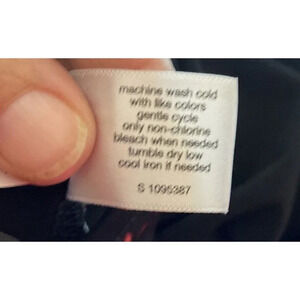 machine wash cold
with like colors
gentle cycle
only non-chlorine
bleach when needed
tumble dry low
cool iron if needed
S 1095387